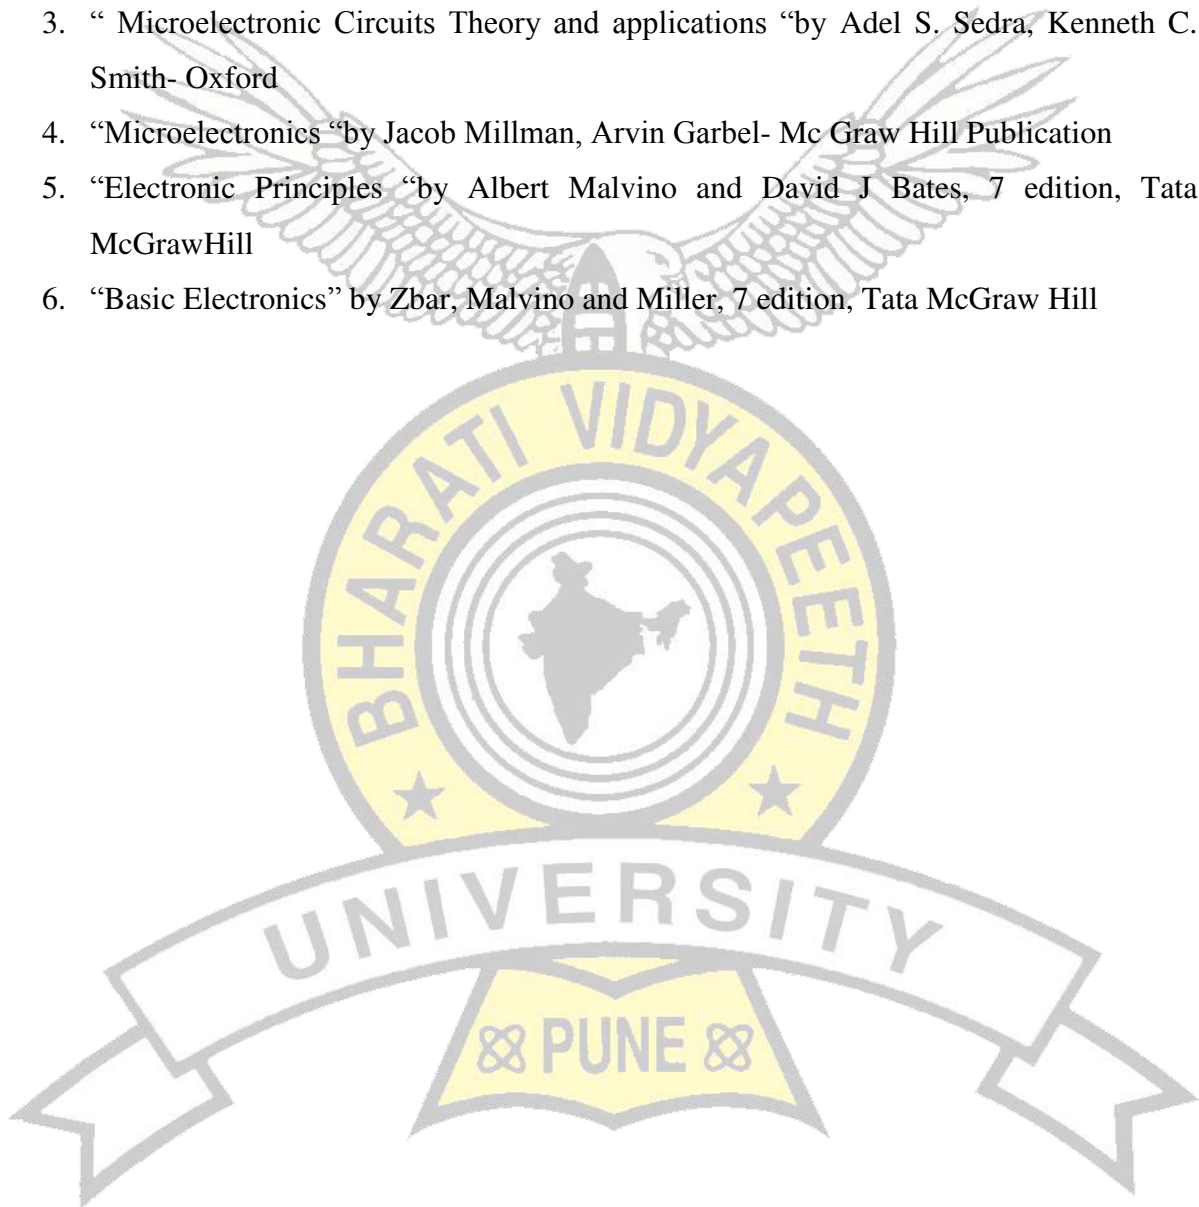 3. “ Microelectronic Circuits Theory and applications “by Adel S. Sedra, Kenneth C.
Smith- Oxford
4. “Microelectronics “by Jacob Millman, Arvin Garbel- Mc Graw Hill Publication
5. “Electronic Principles “by Albert Malvino and David J Bates, 7 edition, Tata
McGrawHill
6. “Basic Electronics” by Zbar, Malvino and Miller, 7 edition, Tata McGraw Hill
BHARATI VIDYAPEETH
UNIVERSITY
PUNE